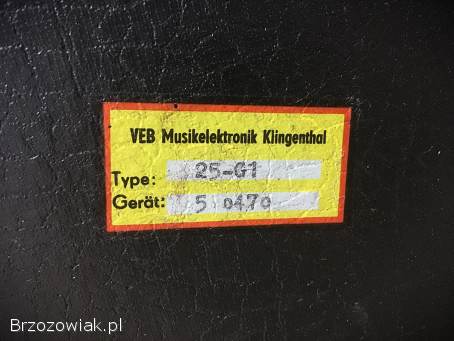 VEB Musikelektronik Klingenthal
Type: 25-G1
Gerät: 5 0470
Brzozowiak.pl